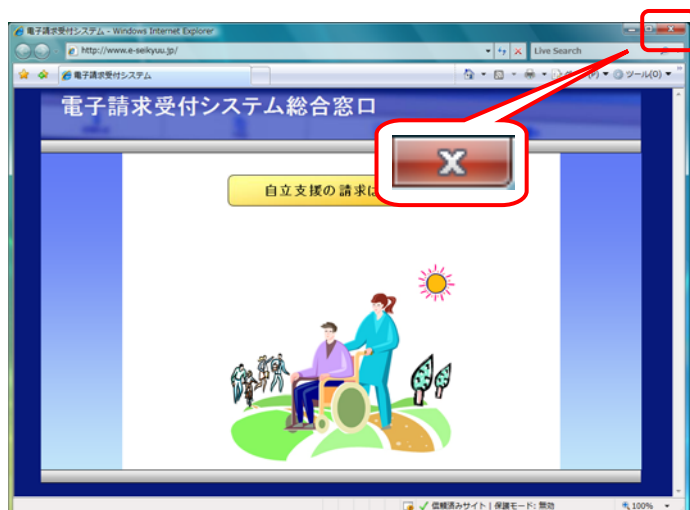 電子請求受付システム - Windows Internet Explorer
http://www.e-seikyuu.jp/
Live Search
電子請求受付システム
ツール(O)
電子請求受付システム総合窓口
自立支援の請求は
信頼済みサイト | 保護モード: 無効
100%